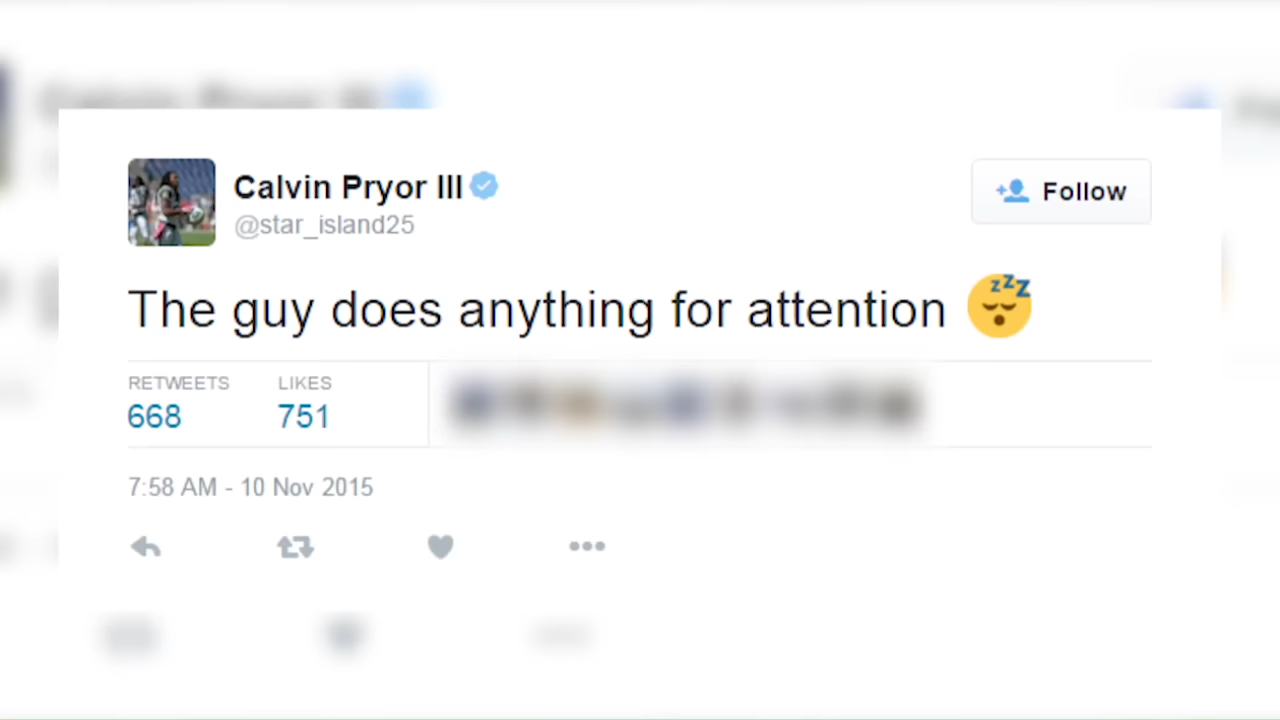 Calvin Pryor III
@star_island25
Follow
The guy does anything for attention 😴
RETWEETS
LIKES
668
751
7:58 AM - 10 Nov 2015